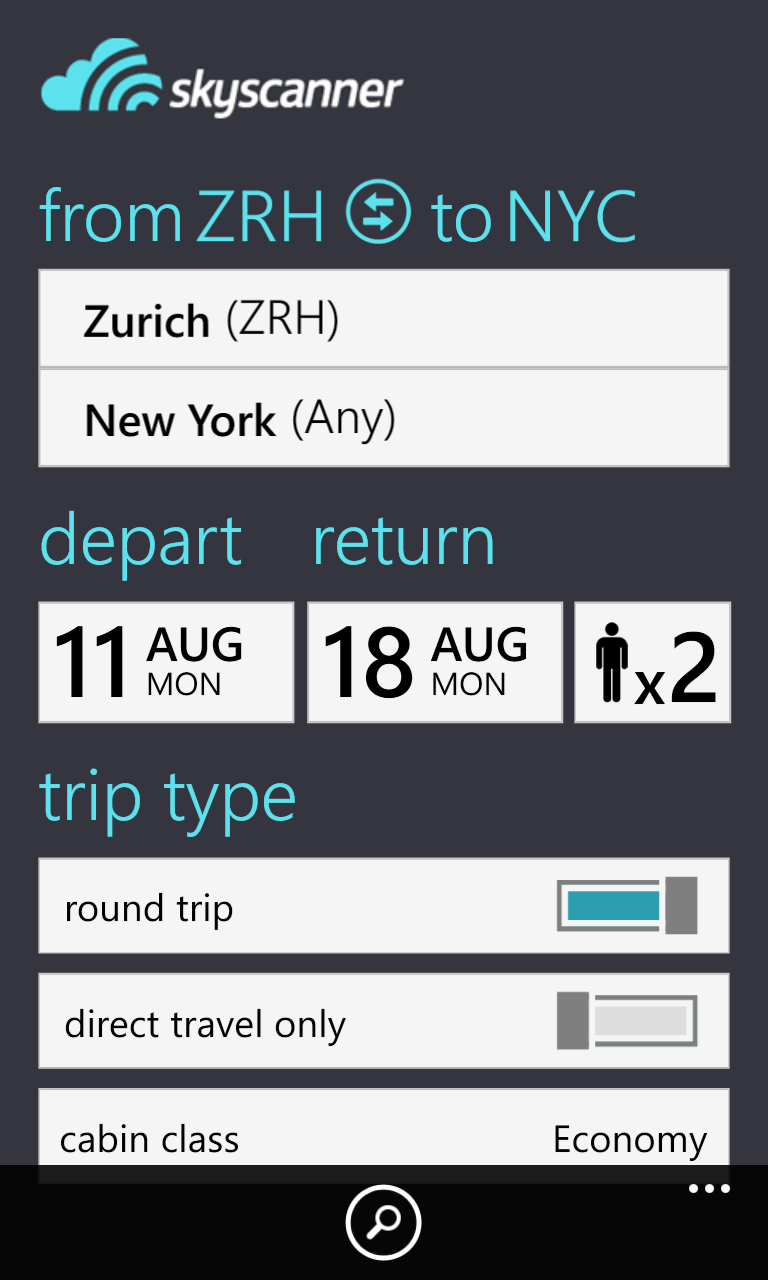 skyscanner
from ZRH to NYC
Zurich (ZRH)
New York (Any)
depart return
11 AUG MON 18 AUG MON x2
trip type
round trip
direct travel only
cabin class Economy